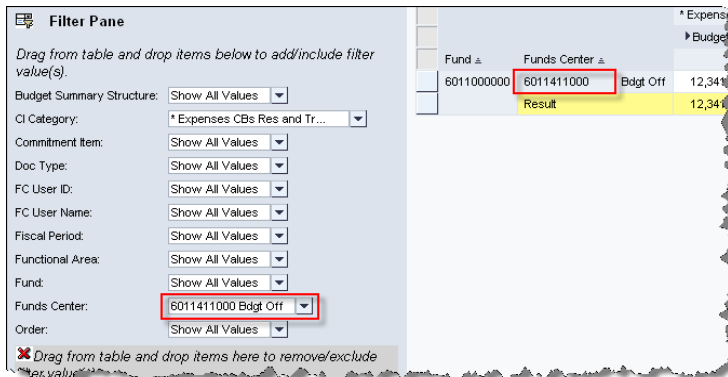 Filter Pane
Drag from table and drop items below to add/include filter
value(s).
Budget Summary Structure: Show All Values
CI Category: * Expenses CBs Res and Tr...
Commitment Item: Show All Values
Doc Type: Show All Values
FC User ID: Show All Values
FC User Name: Show All Values
Fiscal Period: Show All Values
Functional Area: Show All Values
Fund: Show All Values
Funds Center: 6011411000 Bdgt Off
Order: Show All Values
Drag from table and drop items here to remove/exclude
filter value(s)
* Expens
Budget
Fund Funds Center
6011000000 6011411000 Bdgt Off 12,341
Result 12,341